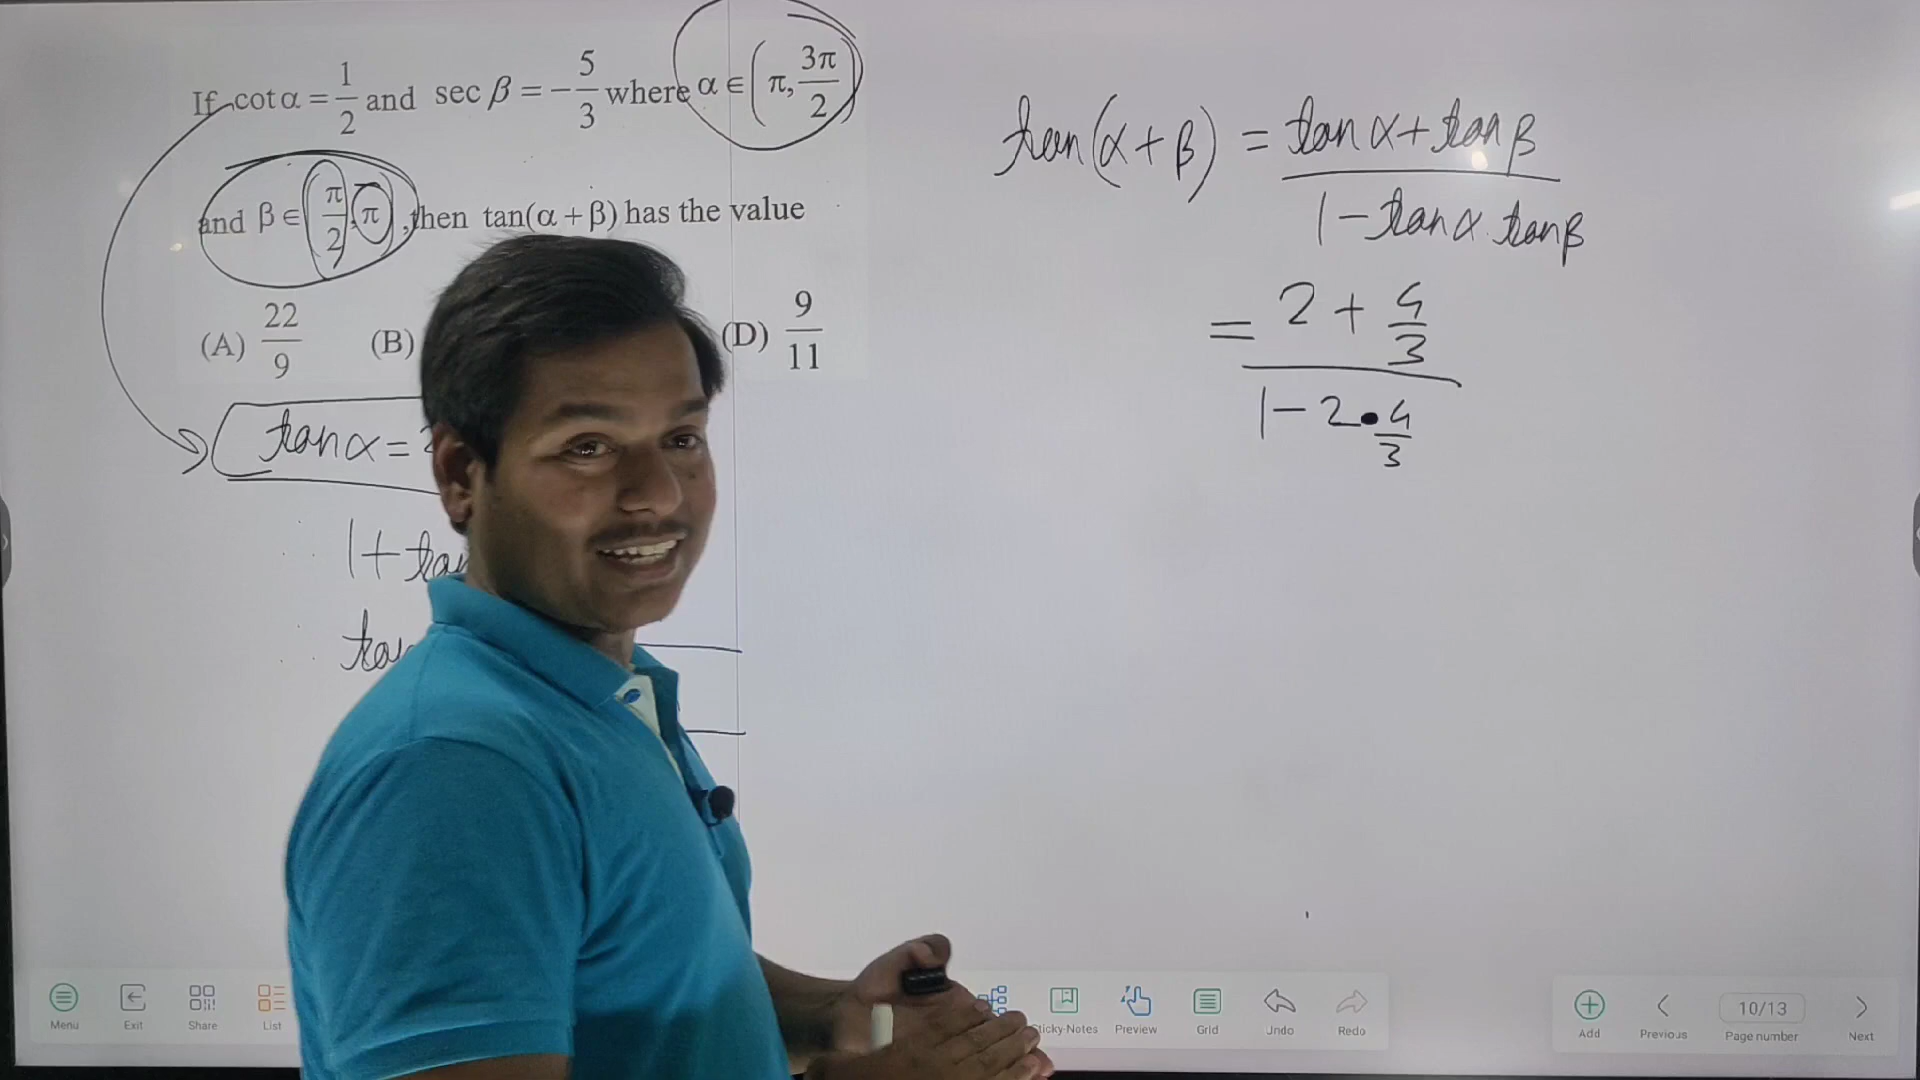 If cot α = 1/2 and sec β = −5/3 where α ∈ (π, 3π/2)
and β ∈ (π/2, π), then tan(α + β) has the value
(A) 22/9 (B) (D) 9/11
tan α =
1 + tan
tan
tan(α + β) = (tan α + tan β)/(1 − tan α . tan β)
= (2 + 4/3)/(1 − 2 • 4/3)
Menu Exit Share List Sticky-Notes Preview Grid Undo Redo Add Previous 10/13 Page number Next